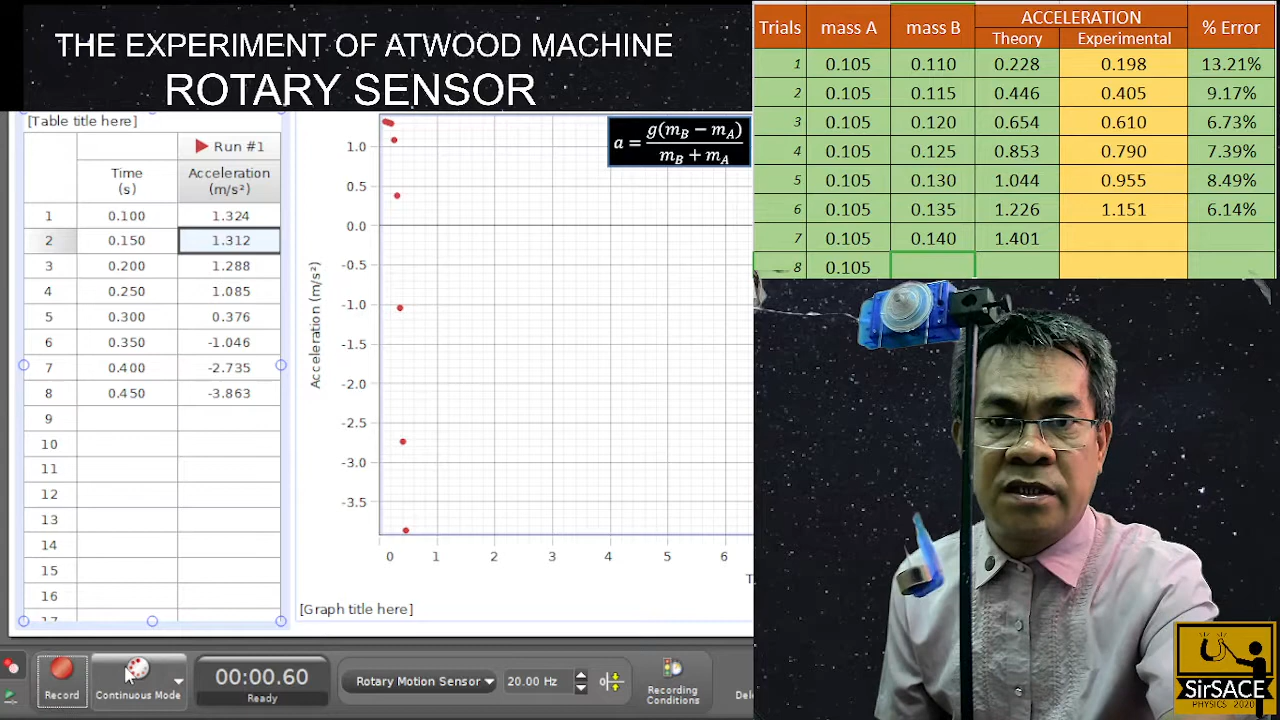 THE EXPERIMENT OF ATWOOD MACHINE
ROTARY SENSOR
[Table title here]
Run #1
Time (s) Acceleration (m/s²)
1 0.100 1.324
2 0.150 1.312
3 0.200 1.288
4 0.250 1.085
5 0.300 0.376
6 0.350 -1.046
7 0.400 -2.735
8 0.450 -3.863
9
10
11
12
13
14
15
16
17
Acceleration (m/s²)
1.0
0.5
0.0
-0.5
-1.0
-1.5
-2.0
-2.5
-3.0
-3.5
0 1 2 3 4 5 6
[Graph title here]
a = g(mB − mA) / mB + mA
Trials mass A mass B ACCELERATION % Error
Theory Experimental
1 0.105 0.110 0.228 0.198 13.21%
2 0.105 0.115 0.446 0.405 9.17%
3 0.105 0.120 0.654 0.610 6.73%
4 0.105 0.125 0.853 0.790 7.39%
5 0.105 0.130 1.044 0.955 8.49%
6 0.105 0.135 1.226 1.151 6.14%
7 0.105 0.140 1.401
8 0.105
Record
Continuous Mode
00:00.60
Ready
Rotary Motion Sensor
20.00 Hz
Recording
Conditions
SirSACE
PHYSICS 2020